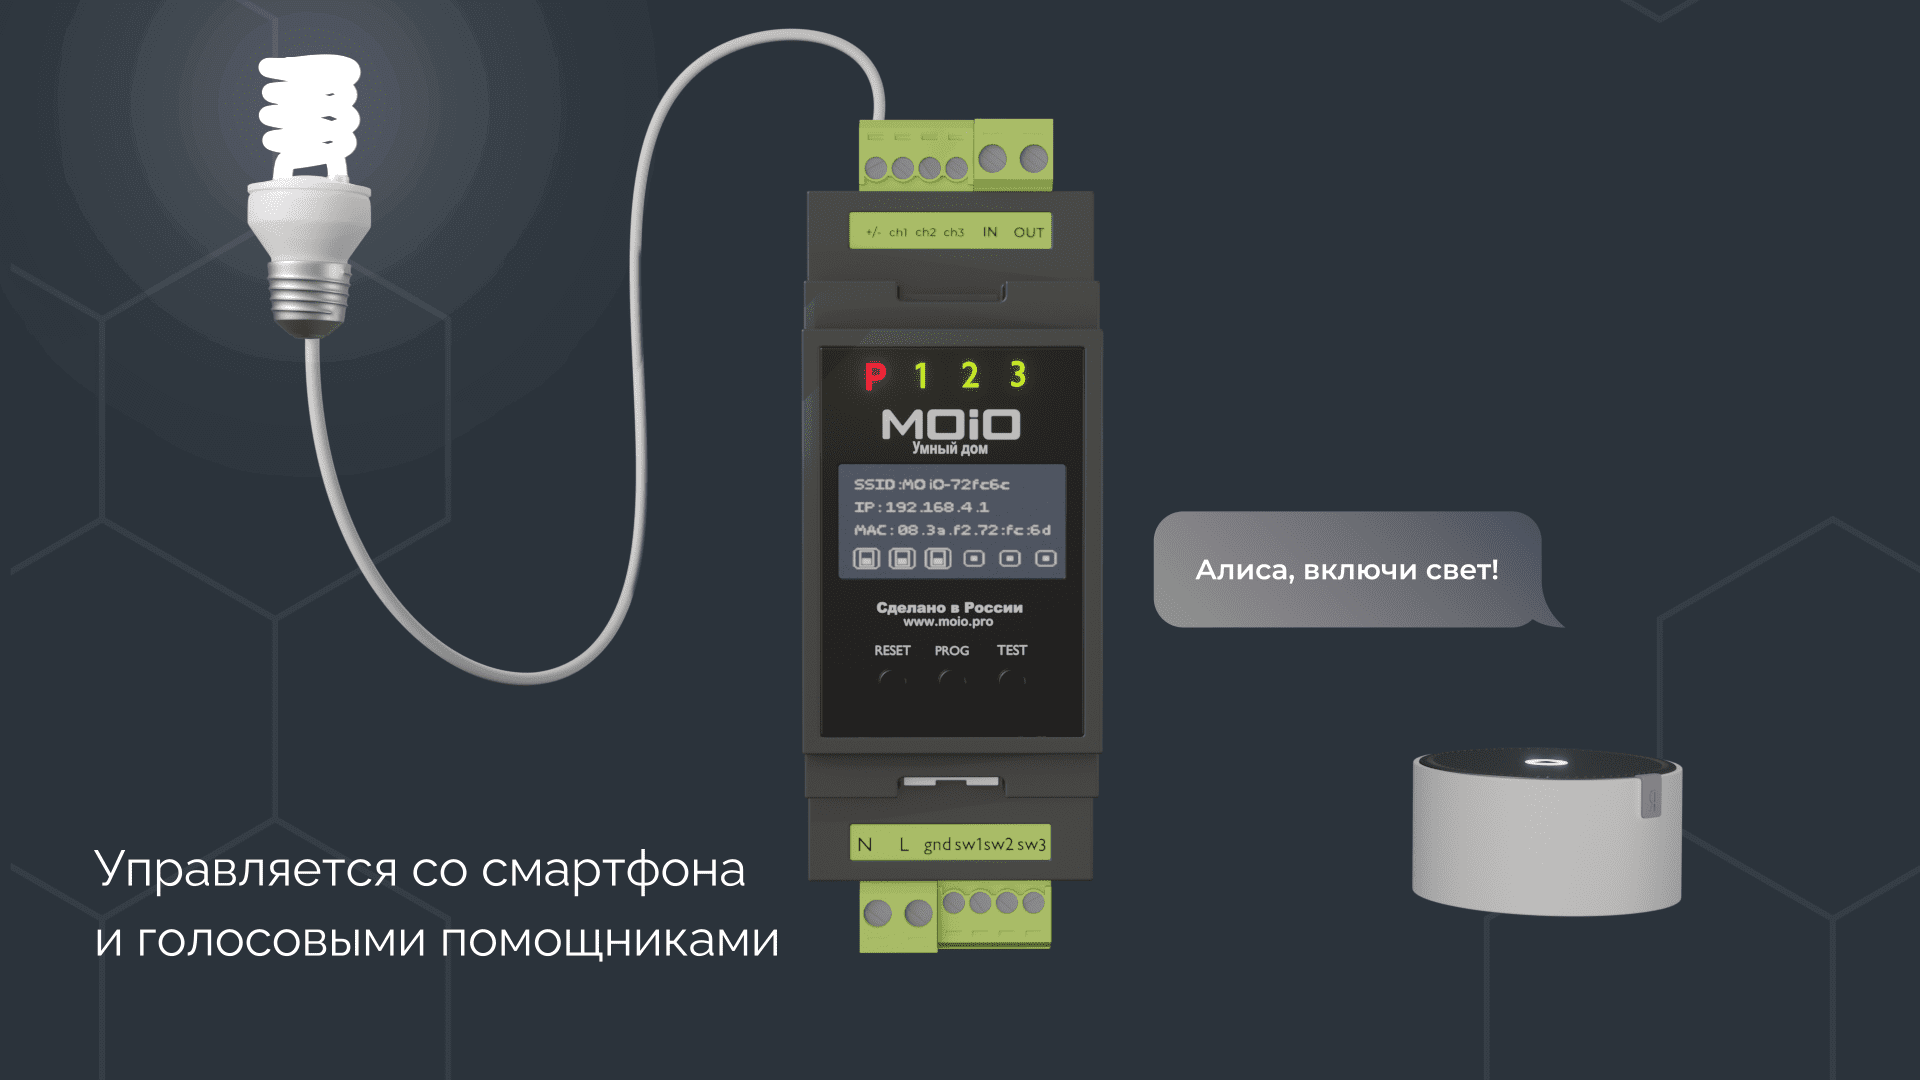 +/- ch1 ch2 ch3 IN OUT
P 1 2 3
MOiO
Умный дом
SSID:MOiO-72fc6c
IP:192.168.4.1
MAC:08.3a.f2.72:fc:6d
Сделано в России
www.moio.pro
RESET PROG TEST
N L gnd sw1 sw2 sw3
Алиса, включи свет!
Управляется со смартфона
и голосовыми помощниками